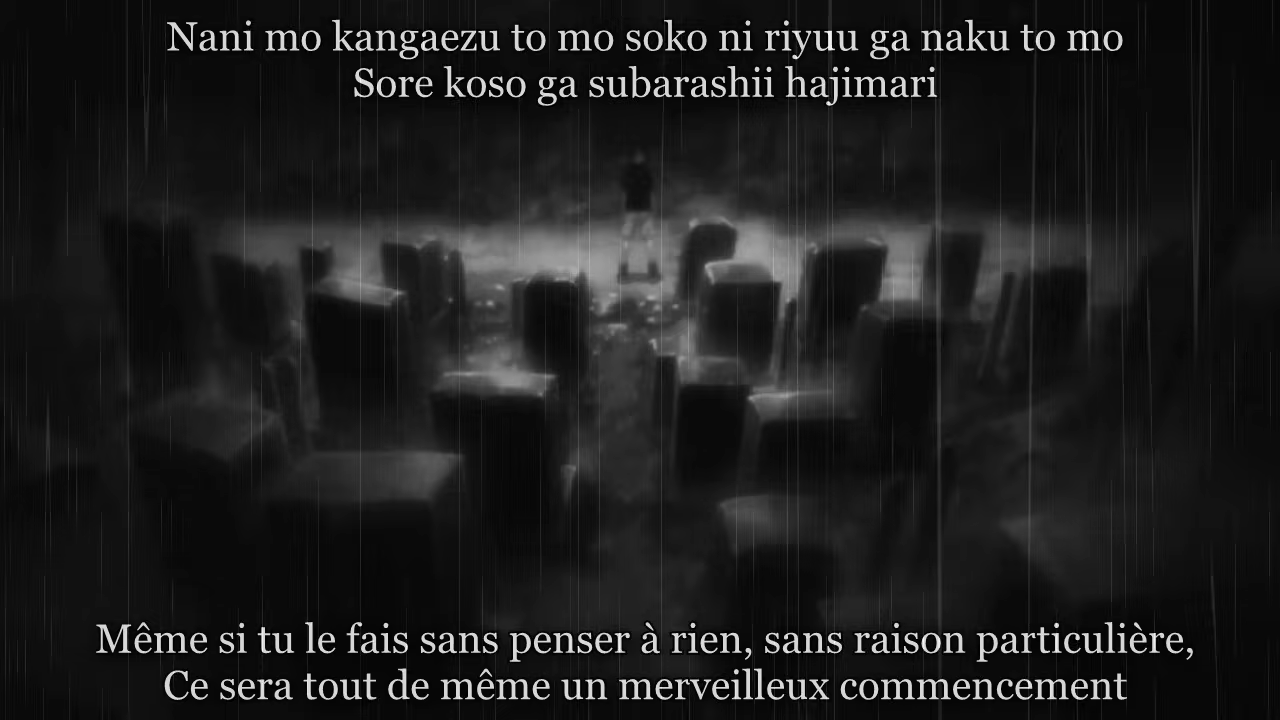 Nani mo kangaezu to mo soko ni riyuu ga naku to mo
Sore koso ga subarashii hajimari
Même si tu le fais sans penser à rien, sans raison particulière,
Ce sera tout de même un merveilleux commencement